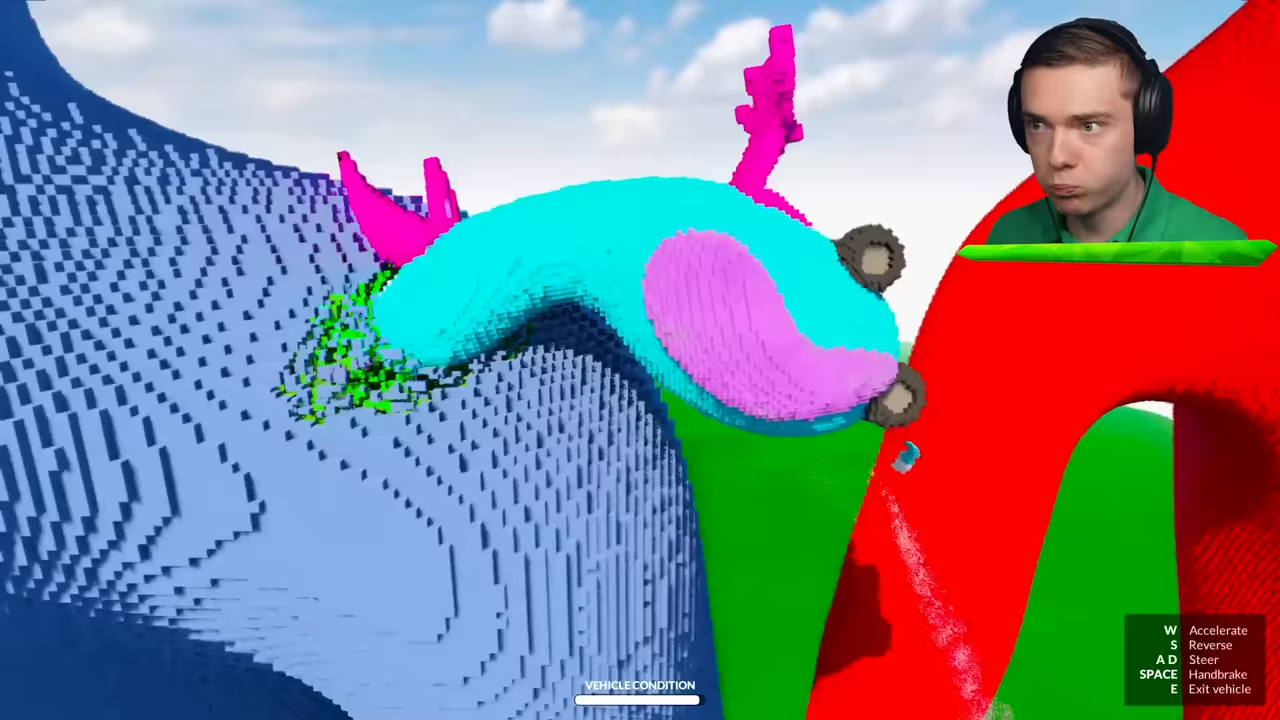 W Accelerate
S Reverse
A D Steer
SPACE Handbrake
E Exit vehicle
VEHICLE CONDITION